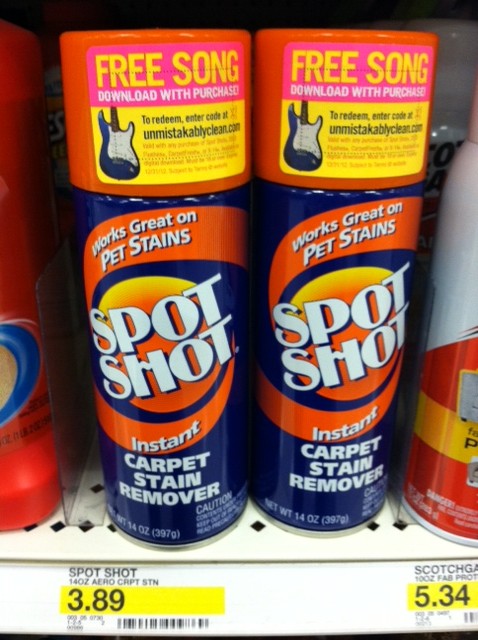 FREE SONG
DOWNLOAD WITH PURCHASE!
To redeem, enter code at
unmistakablyclean.com
Works Great on
PET STAINS
SPOT
SHOT
Instant
CARPET
STAIN
REMOVER
CAUTION
NET WT 14 OZ (397g)
FREE SONG
DOWNLOAD WITH PURCHASE!
To redeem, enter code at
unmistakablyclean.com
Works Great on
PET STAINS
SPOT
SHOT
Instant
CARPET
STAIN
REMOVER
NET WT 14 OZ (397g)
DANGER!
SPOT SHOT
14OZ AERO CRPT STN
3.89
SCOTCHGA
10OZ FAB PROT
5.34